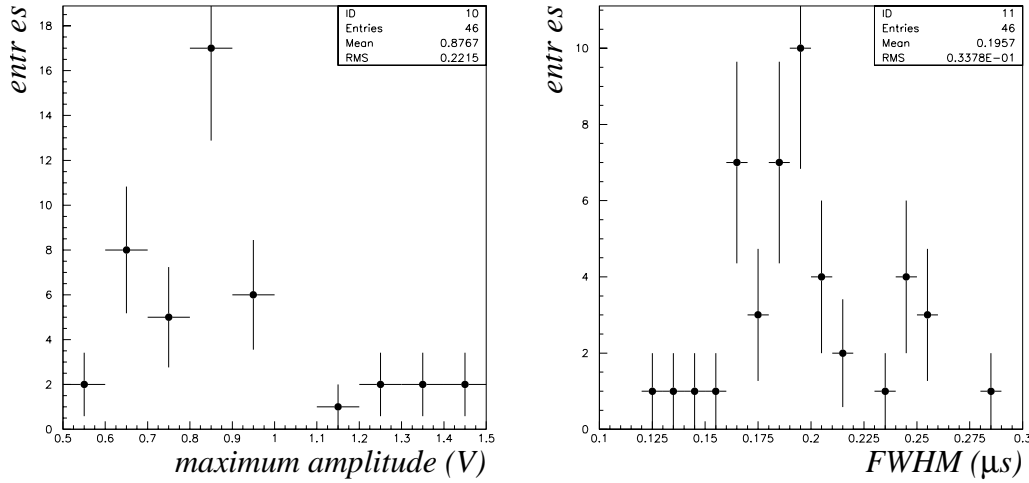 ID 10
Entries 46
Mean 0.8767
RMS 0.2215
entries
18
16
14
12
10
8
6
4
2
0
0.5 0.6 0.7 0.8 0.9 1 1.1 1.2 1.3 1.4 1.5
maximum amplitude (V)
ID 11
Entries 46
Mean 0.1957
RMS 0.3378E-01
entries
10
8
6
4
2
0
0.1 0.125 0.15 0.175 0.2 0.225 0.25 0.275 0.3
FWHM (μs)